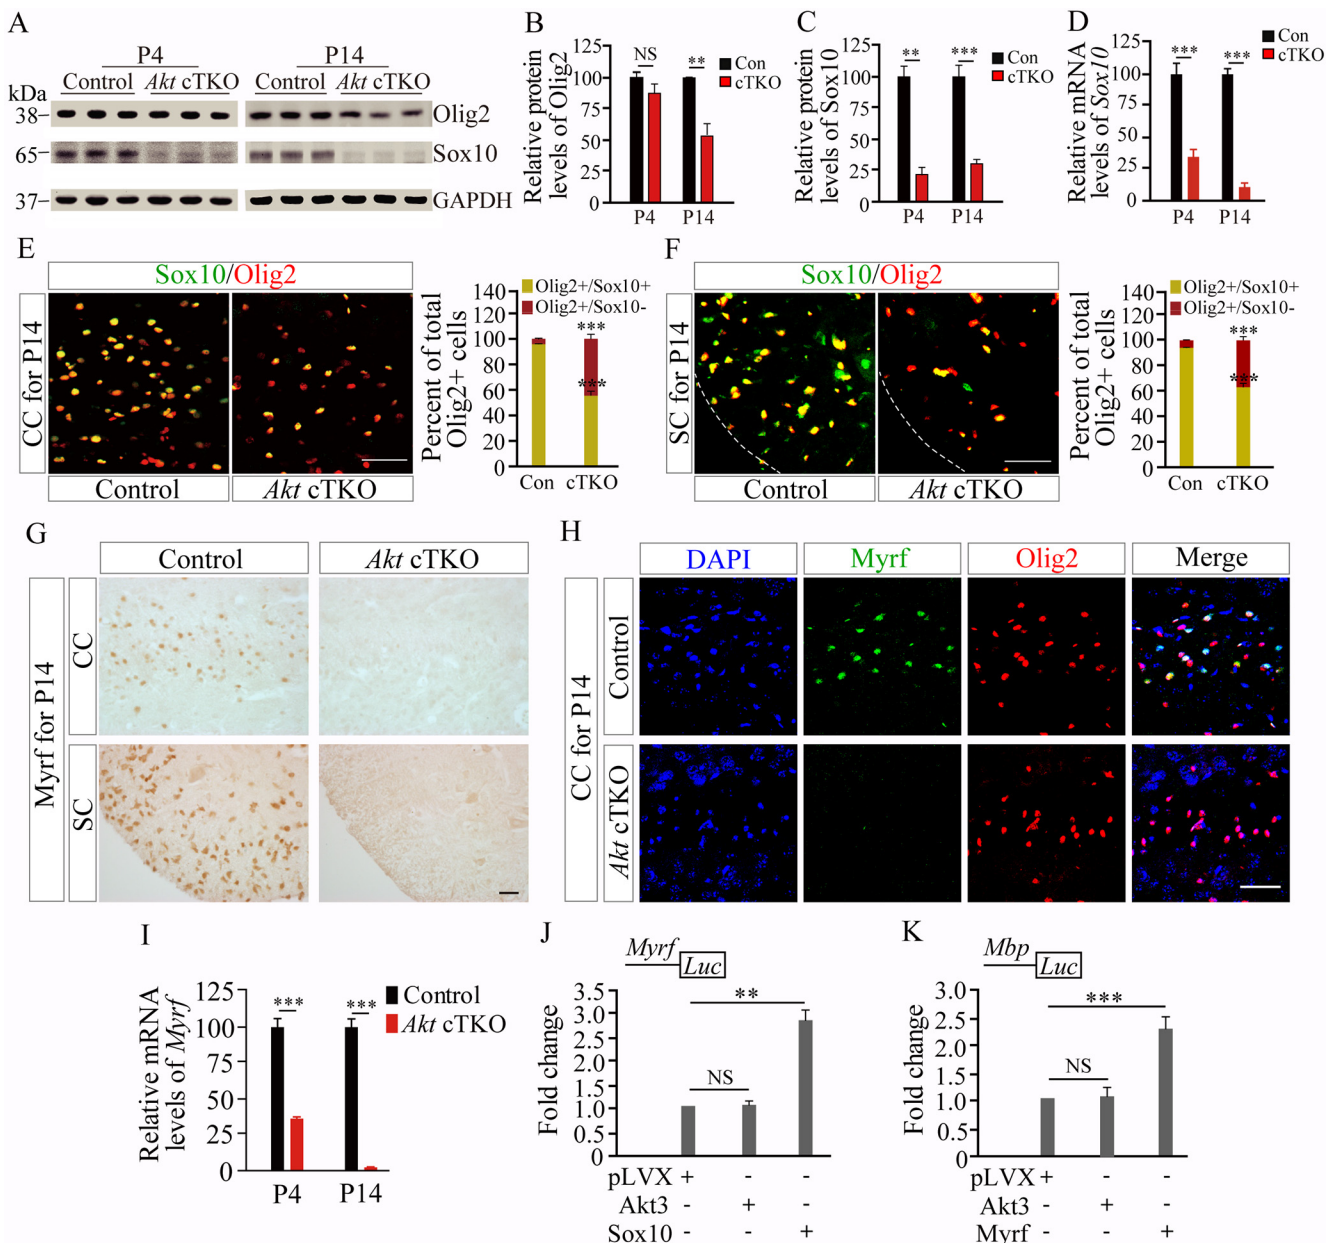 A
P4
P14
Control
Akt cTKO
Control
Akt cTKO
kDa
38
Olig2
65
Sox10
37
GAPDH
B
Relative protein
levels of Olig2
125
100
75
50
25
0
NS
**
Con
cTKO
P4
P14
C
Relative protein
levels of Sox10
125
100
75
50
25
0
**
***
Con
cTKO
P4
P14
D
Relative mRNA
levels of Sox10
125
100
75
50
25
0
***
***
Con
cTKO
P4
P14
E
Sox10/Olig2
CC for P14
Control
Akt cTKO
Percent of total
Olig2+ cells
140
120
100
80
60
40
20
0
Olig2+/Sox10+
Olig2+/Sox10-
***
***
Con
cTKO
F
Sox10/Olig2
SC for P14
Control
Akt cTKO
Percent of total
Olig2+ cells
140
120
100
80
60
40
20
0
Olig2+/Sox10+
Olig2+/Sox10-
***
***
Con
cTKO
G
Control
Akt cTKO
Myrf for P14
CC
SC
H
DAPI
Myrf
Olig2
Merge
CC for P14
Control
Akt cTKO
I
Relative mRNA
levels of Myrf
125
100
75
50
25
0
***
***
Control
Akt cTKO
P4
P14
J
Myrf
Luc
Fold change
3.5
3.0
2.5
2.0
1.5
1.0
0.5
0
**
NS
pLVX + - -
Akt3 - + -
Sox10 - - +
K
Mbp
Luc
Fold change
3.0
2.5
2.0
1.5
1.0
0.5
0
***
NS
pLVX + - -
Akt3 - + -
Myrf - - +